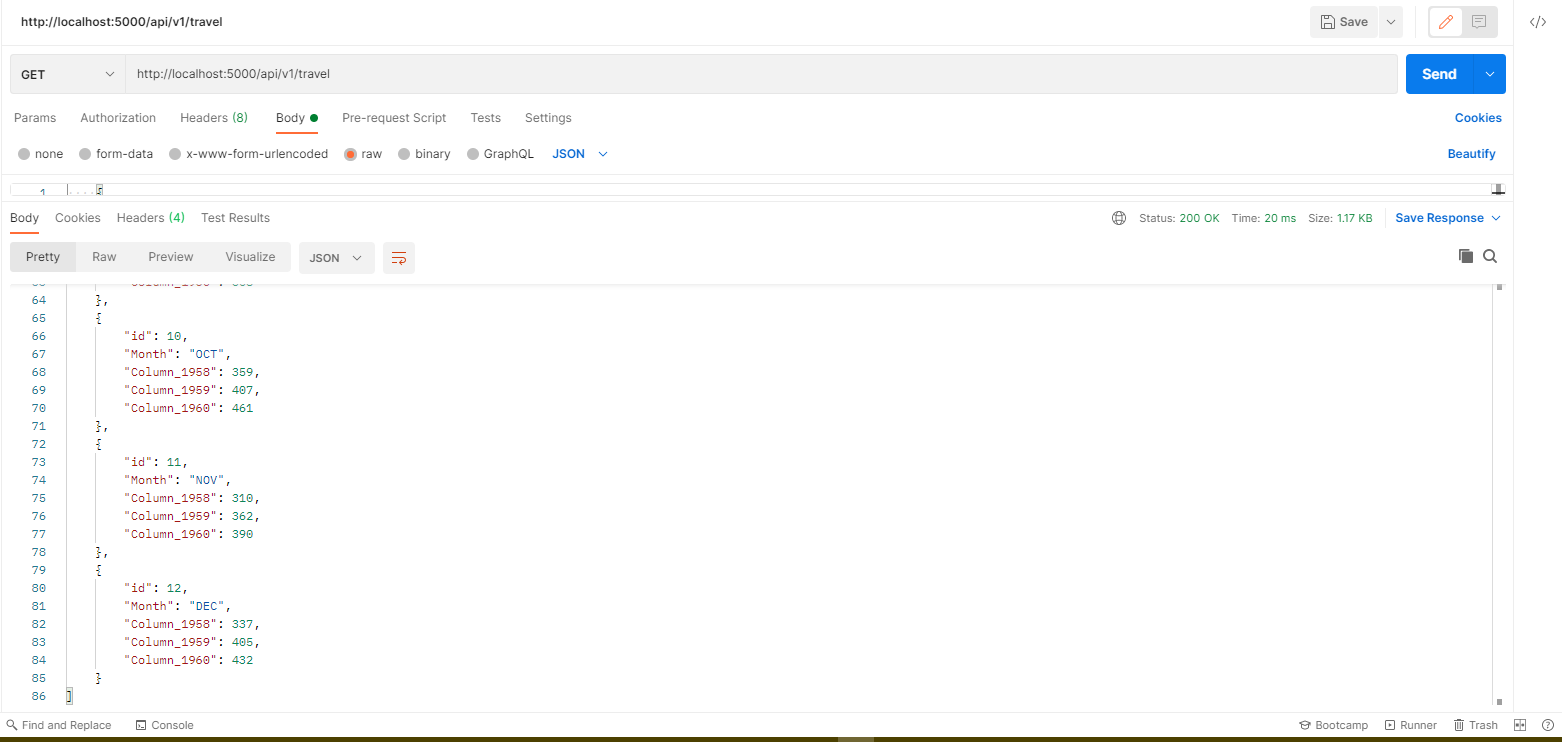 http://localhost:5000/api/v1/travel
Save
GET http://localhost:5000/api/v1/travel Send
Params Authorization Headers (8) Body Pre-request Script Tests Settings Cookies
none form-data x-www-form-urlencoded raw binary GraphQL JSON Beautify
1 [
Body Cookies Headers (4) Test Results Status: 200 OK Time: 20 ms Size: 1.17 KB Save Response
Pretty Raw Preview Visualize JSON
64 },
65 {
66 "id": 10,
67 "Month": "OCT",
68 "Column_1958": 359,
69 "Column_1959": 407,
70 "Column_1960": 461
71 },
72 {
73 "id": 11,
74 "Month": "NOV",
75 "Column_1958": 310,
76 "Column_1959": 362,
77 "Column_1960": 390
78 },
79 {
80 "id": 12,
81 "Month": "DEC",
82 "Column_1958": 337,
83 "Column_1959": 405,
84 "Column_1960": 432
85 }
86 ]
Find and Replace Console Bootcamp Runner Trash